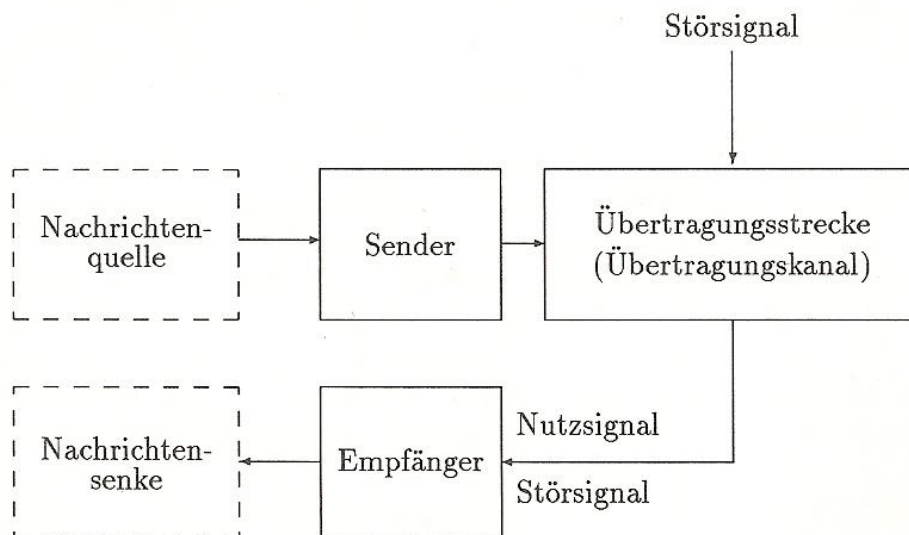 Störsignal
Nachrichten-
quelle
Sender
Übertragungsstrecke
(Übertragungskanal)
Nutzsignal
Störsignal
Empfänger
Nachrichten-
senke